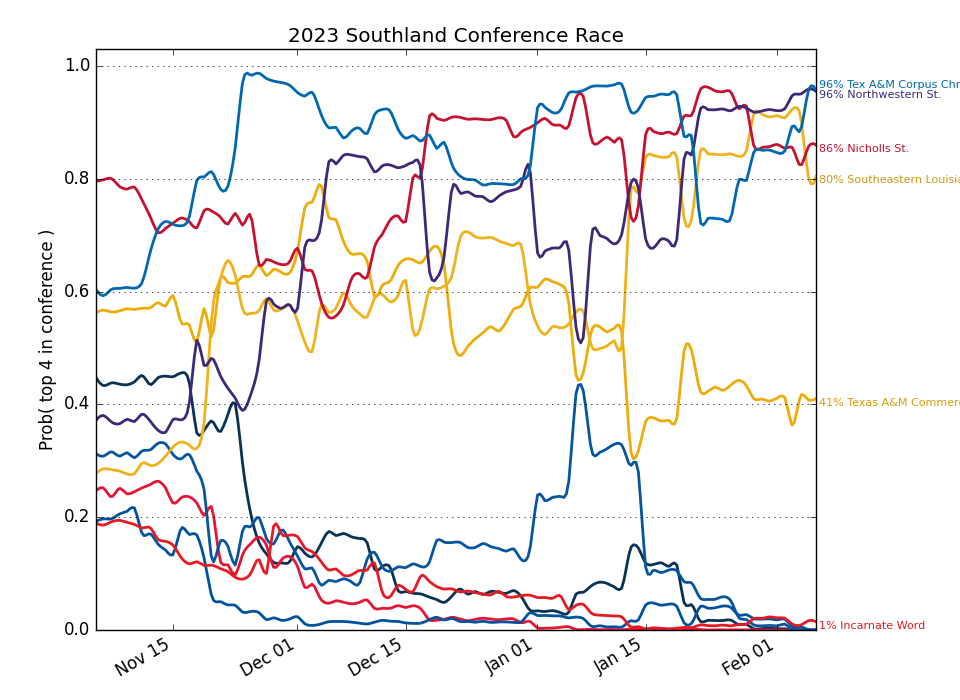 2023 Southland Conference Race
Prob( top 4 in conference )
1.0
0.8
0.6
0.4
0.2
0.0
Nov 15
Dec 01
Dec 15
Jan 01
Jan 15
Feb 01
96% Tex A&M Corpus Chr
96% Northwestern St.
86% Nicholls St.
80% Southeastern Louisia
41% Texas A&M Commerc
1% Incarnate Word